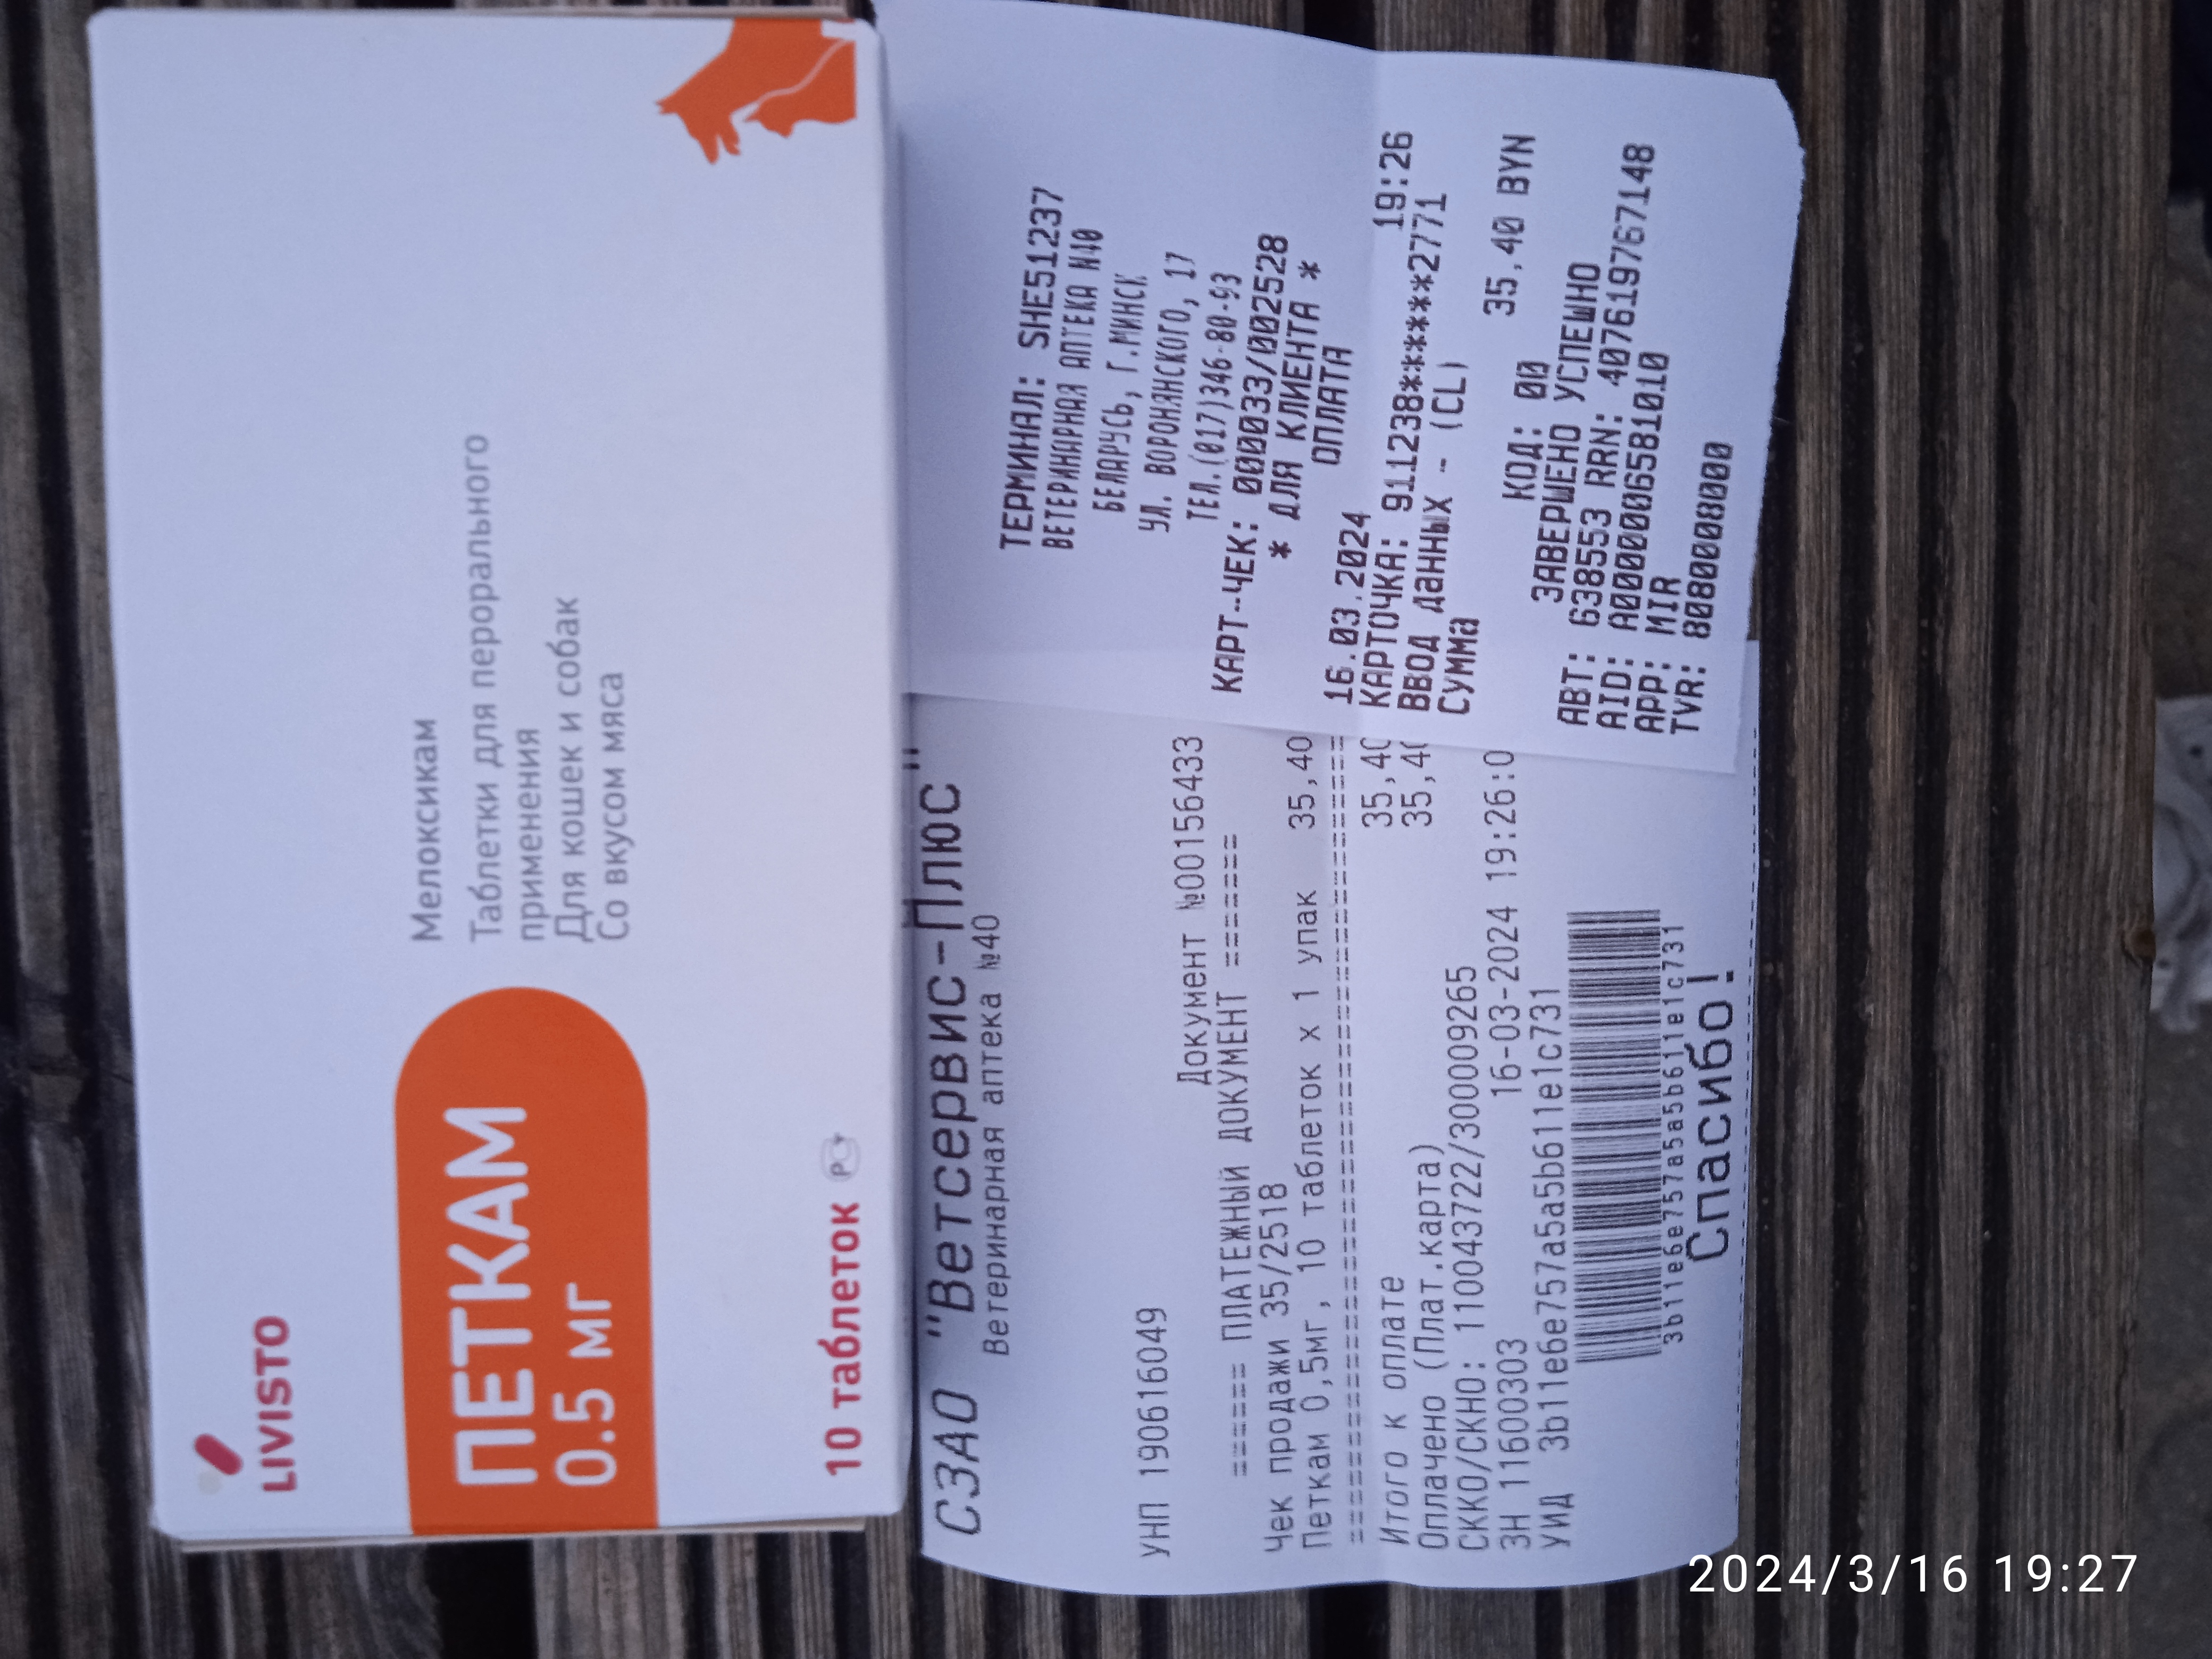 LIVISTO
ПЕТКАМ
0.5 мг
Мелоксикам
Таблетки для перорального
применения
Для кошек и собак
Со вкусом мяса
10 таблеток
СЗАО "Ветсервис-Плюс"
Ветеринарная аптека №40
УНП 190616049
Документ №00156433
====== ПЛАТЕЖНЫЙ ДОКУМЕНТ =======
Чек продажи 35/2518
Петкам 0,5мг, 10 таблеток х 1 упак 35,40
Итого к оплате 35,40
Оплачено (Плат.карта) 35,40
СККО/СКНО: 110043722/300009265
ЗН 11600303 16-03-2024 19:26:0
УИД 3b11e6e757a5a5b611e1c731
3b11e6e757a5a5b611e1c731
Спасибо!
ТЕРМИНАЛ: SHE51237
ВЕТЕРИНАРНАЯ АПТЕКА N40
БЕЛАРУСЬ, Г.МИНСК
УЛ. ВОРОНЯНСКОГО, 17
ТЕЛ.(017)346-80-93
КАРТ-ЧЕК: 000033/002528
* ДЛЯ КЛИЕНТА *
ОПЛАТА
16.03.2024 19:26
КАРТОЧКА: 911238******2771
ВВОД данных - (CL)
Сумма 35,40 BYN
КОД: 00
ЗАВЕРШЕНО УСПЕШНО
АВТ: 638553 RRN: 407619767148
AID: A0000006581010
APP: MIR
TVR: 8080008000
2024/3/16 19:27